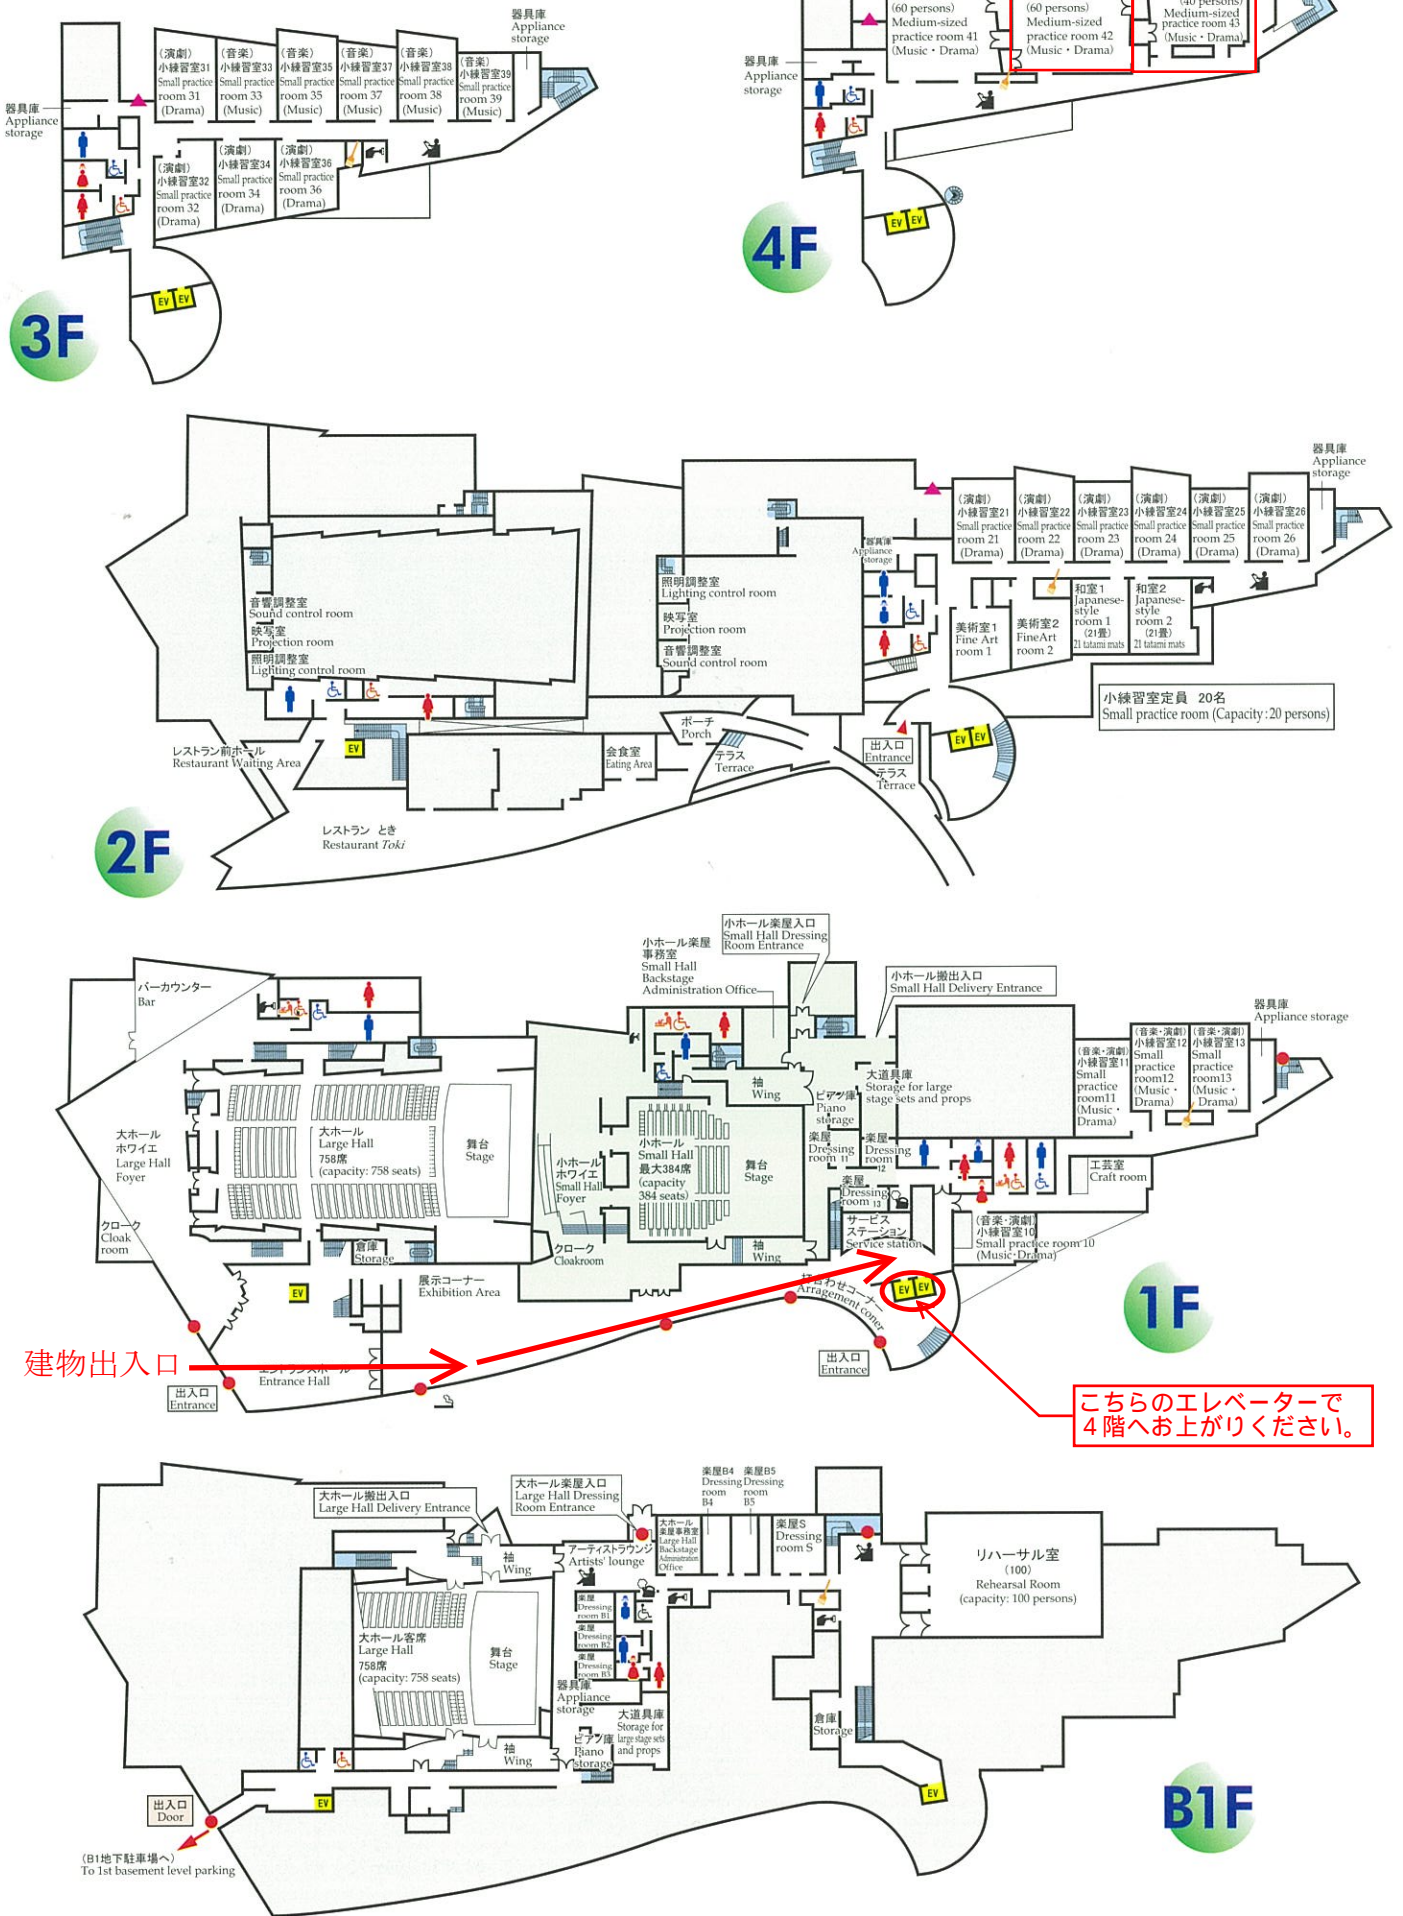 器具庫
Appliance
storage
(演劇)
小練習室31
Small practice
room 31
(Drama)
(音楽)
小練習室33
Small practice
room 33
(Music)
(音楽)
小練習室35
Small practice
room 35
(Music)
(音楽)
小練習室37
Small practice
room 37
(Music)
(音楽)
小練習室38
Small practice
room 38
(Music)
(音楽)
小練習室39
Small practice
room 39
(Music)
器具庫
Appliance
storage
(演劇)
小練習室32
Small practice
room 32
(Drama)
(演劇)
小練習室34
Small practice
room 34
(Drama)
(演劇)
小練習室36
Small practice
room 36
(Drama)
EV EV
3F
(60 persons)
Medium-sized
practice room 41
(Music・Drama)
(60 persons)
Medium-sized
practice room 42
(Music・Drama)
(40 persons)
Medium-sized
practice room 43
(Music・Drama)
器具庫
Appliance
storage
EV EV
4F
器具庫
Appliance
storage
(演劇)
小練習室21
Small practice
room 21
(Drama)
(演劇)
小練習室22
Small practice
room 22
(Drama)
(演劇)
小練習室23
Small practice
room 23
(Drama)
(演劇)
小練習室24
Small practice
room 24
(Drama)
(演劇)
小練習室25
Small practice
room 25
(Drama)
(演劇)
小練習室26
Small practice
room 26
(Drama)
器具庫
Appliance
storage
音響調整室
Sound control room
映写室
Projection room
照明調整室
Lighting control room
照明調整室
Lighting control room
映写室
Projection room
音響調整室
Sound control room
美術室1
Fine Art
room 1
美術室2
FineArt
room 2
和室1
Japanese-
style
room 1
(21畳)
21 tatami mats
和室2
Japanese-
style
room 2
(21畳)
21 tatami mats
小練習室定員 20名
Small practice room (Capacity:20 persons)
レストラン前ホール
Restaurant Waiting Area
EV
会食室
Eating Area
ポーチ
Porch
テラス
Terrace
出入口
Entrance
テラス
Terrace
EV EV
レストラン とき
Restaurant Toki
2F
小ホール楽屋入口
Small Hall Dressing
Room Entrance
小ホール楽屋
事務室
Small Hall
Backstage
Administration Office
小ホール搬出入口
Small Hall Delivery Entrance
バーカウンター
Bar
器具庫
Appliance storage
大道具庫
Storage for large
stage sets and props
(音楽・演劇)
小練習室11
Small
practice
room11
(Music・
Drama)
(音楽・演劇)
小練習室12
Small
practice
room12
(Music・
Drama)
(音楽・演劇)
小練習室13
Small
practice
room13
(Music・
Drama)
袖
Wing
ピアノ庫
Piano
storage
大ホール
ホワイエ
Large Hall
Foyer
大ホール
Large Hall
758席
(capacity: 758 seats)
舞台
Stage
小ホール
ホワイエ
Small Hall
Foyer
小ホール
Small Hall
最大384席
(capacity
384 seats)
舞台
Stage
楽屋
Dressing
room 11
楽屋
Dressing
room 12
楽屋
Dressing
room 13
工芸室
Craft room
サービス
ステーション
Service station
(音楽・演劇)
小練習室10
Small practice room 10
(Music・Drama)
クローク
Cloak
room
倉庫
Storage
クローク
Cloakroom
袖
Wing
EV
展示コーナー
Exhibition Area
打合わせコーナー
Arragement coner
EV EV
1F
建物出入口
エントランスホール
Entrance Hall
出入口
Entrance
出入口
Entrance
こちらのエレベーターで
4階へお上がりください。
大ホール搬出入口
Large Hall Delivery Entrance
大ホール楽屋入口
Large Hall Dressing
Room Entrance
楽屋B4
Dressing
room
B4
楽屋B5
Dressing
room
B5
大ホール
楽屋事務室
Large Hall
Backstage
Administration
Office
楽屋S
Dressing
room S
リハーサル室
(100)
Rehearsal Room
(capacity: 100 persons)
袖
Wing
アーティストラウンジ
Artists' lounge
大ホール客席
Large Hall
758席
(capacity: 758 seats)
舞台
Stage
楽屋
Dressing
room B1
楽屋
Dressing
room B2
楽屋
Dressing
room B3
器具庫
Appliance
storage
大道具庫
Storage for
large stage sets
and props
ピアノ庫
Piano
storage
袖
Wing
倉庫
Storage
EV
EV
出入口
Door
(B1地下駐車場へ)
To 1st basement level parking
B1F